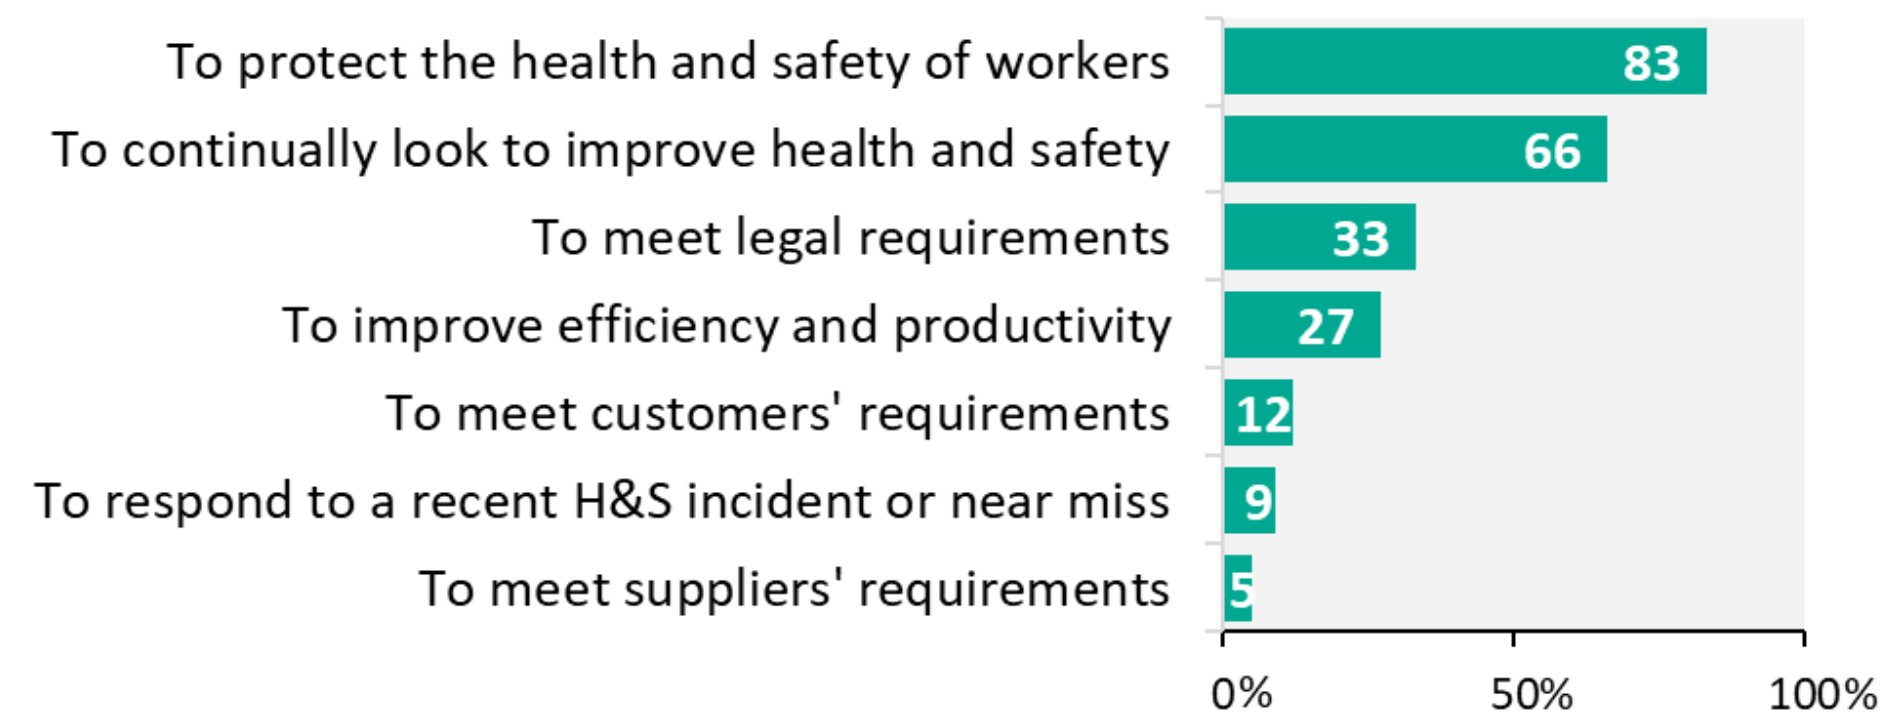 To protect the health and safety of workers 83
To continually look to improve health and safety 66
To meet legal requirements 33
To improve efficiency and productivity 27
To meet customers' requirements 12
To respond to a recent H&S incident or near miss 9
To meet suppliers' requirements 5
0% 50% 100%